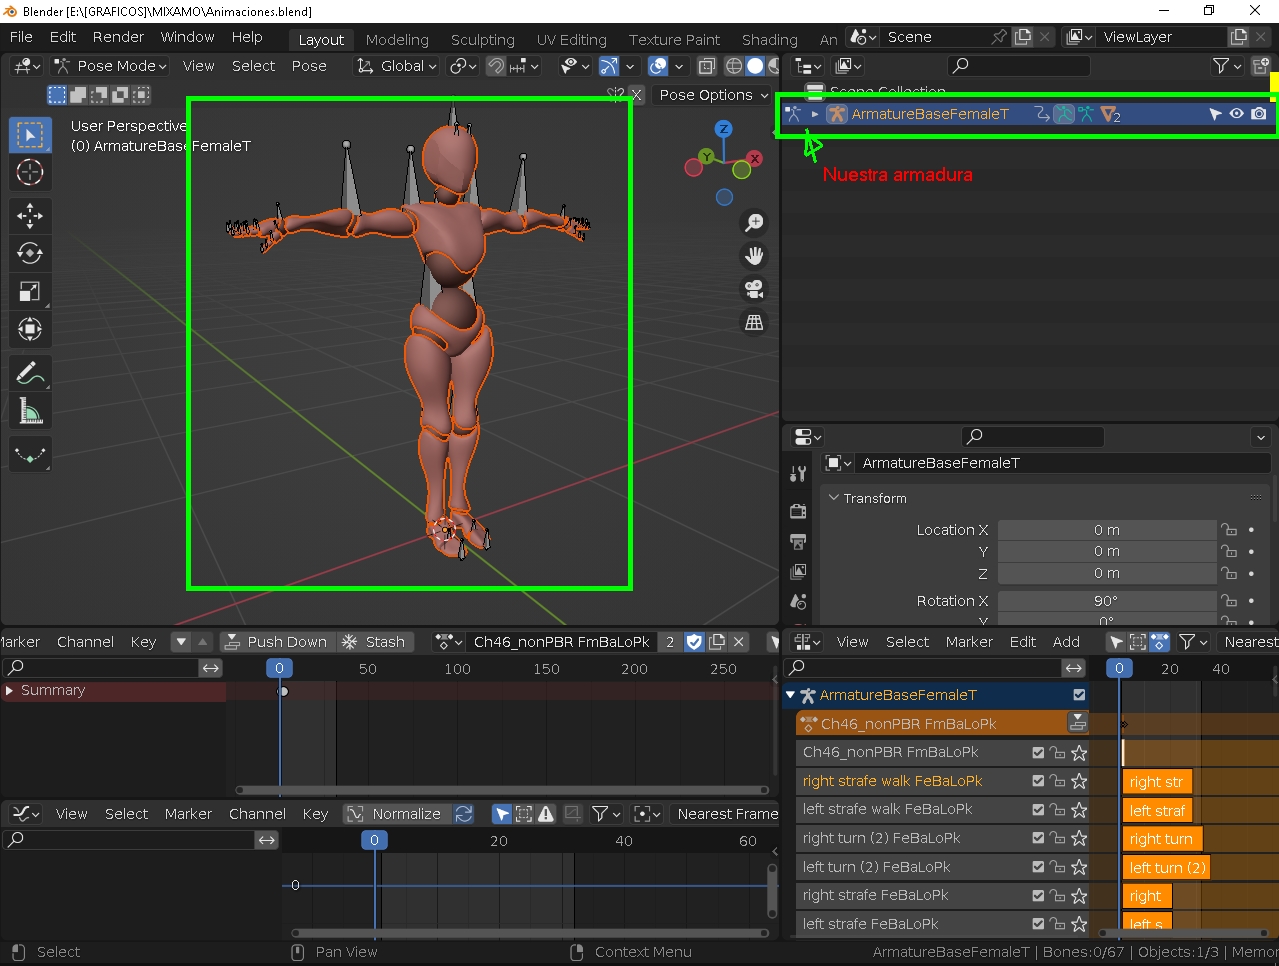 Blender [E:\[GRAFICOS]\MIXAMO\Animaciones.blend]
File Edit Render Window Help Layout Modeling Sculpting UV Editing Texture Paint Shading An Scene ViewLayer
Pose Mode View Select Pose Global
X Pose Options
User Perspective
(0) ArmatureBaseFemaleT
Z
Y X
Scene Collection
ArmatureBaseFemaleT 2
Nuestra armadura
ArmatureBaseFemaleT
Transform
Location X 0 m
Y 0 m
Z 0 m
Rotation X 90°
Y 0°
Marker Channel Key Push Down Stash Ch46_nonPBR FmBaLoPk 2
0 50 100 150 200 250
Summary
View Select Marker Channel Key Normalize Nearest Frame
0 20 40 60
0
View Select Marker Edit Add Nearest
0 20 40
ArmatureBaseFemaleT
Ch46_nonPBR FmBaLoPk
Ch46_nonPBR FmBaLoPk
right strafe walk FeBaLoPk right str
left strafe walk FeBaLoPk left straf
right turn (2) FeBaLoPk right turn
left turn (2) FeBaLoPk left turn (2)
right strafe FeBaLoPk right
left strafe FeBaLoPk left s
Select Pan View Context Menu ArmatureBaseFemaleT | Bones:0/67 | Objects:1/3 | Memor